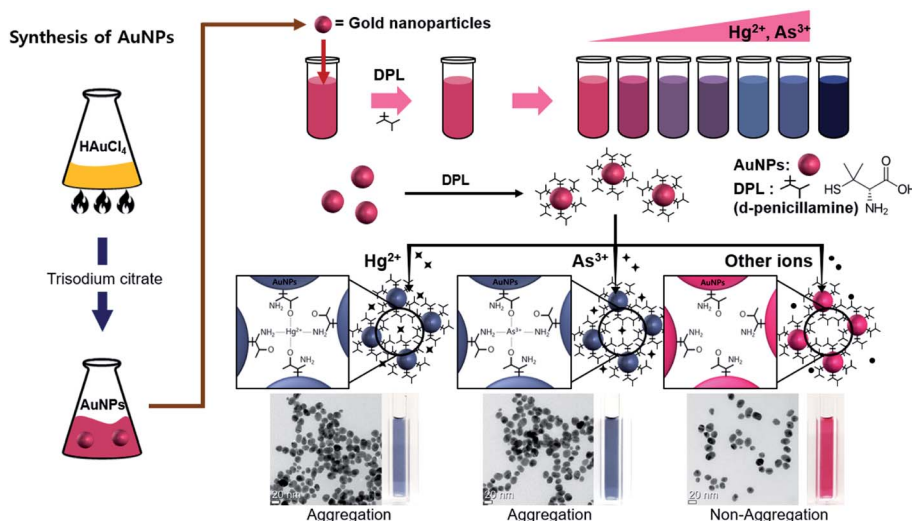 Synthesis of AuNPs
HAuCl4
Trisodium citrate
AuNPs
= Gold nanoparticles
DPL
Hg2+, As3+
DPL
AuNPs:
DPL :
(d-penicillamine)
HS
O
OH
NH2
Hg2+
As3+
Other ions
AuNPs
NH2
O
NH2
Hg2+
NH2
O
O
NH2
O
AuNPs
NH2
O
NH2
As3+
NH2
O
O
NH2
O
AuNPs
NH2
O
O
NH2
NH2
O
NH2
O
20 nm
20 nm
20 nm
Aggregation
Aggregation
Non-Aggregation